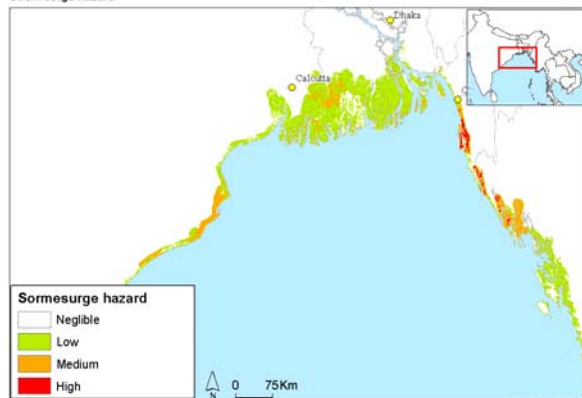 Dhaka
Calcutta
Sormesurge hazard
Neglible
Low
Medium
High
N
0 75Km